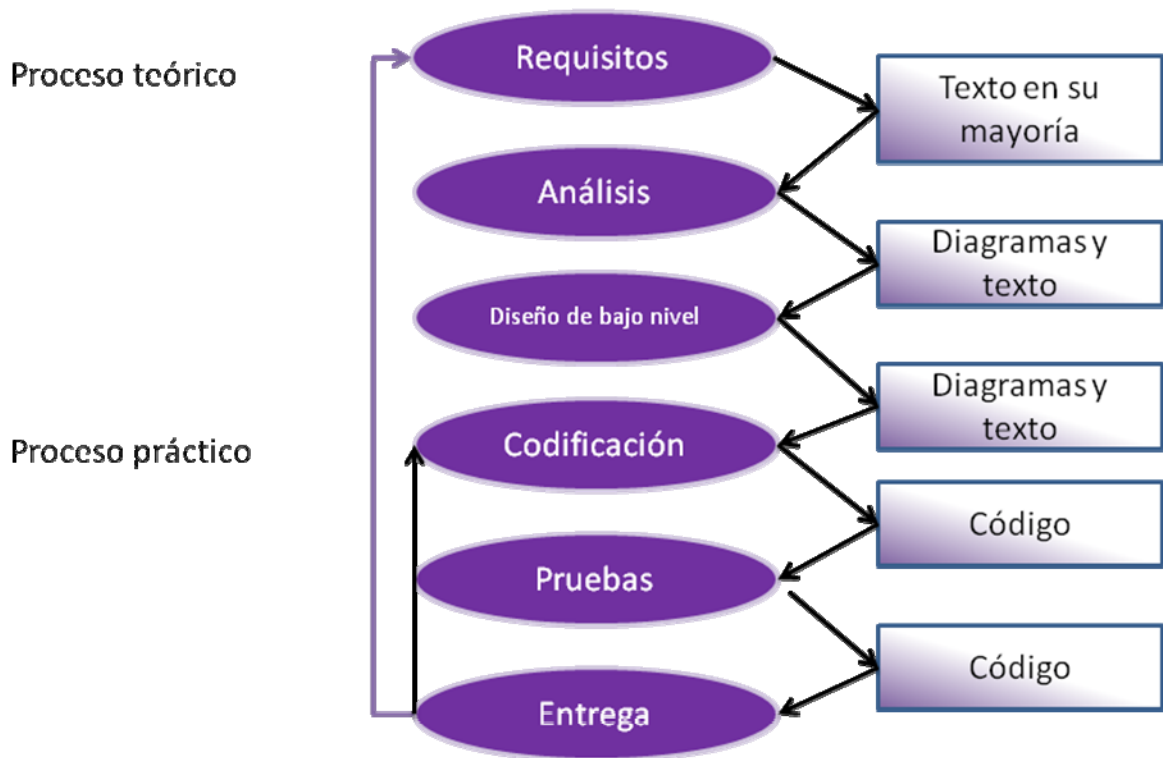 Proceso teórico
Requisitos
Texto en su
mayoría
Análisis
Diagramas y
texto
Diseño de bajo nivel
Diagramas y
texto
Proceso práctico
Codificación
Código
Pruebas
Código
Entrega